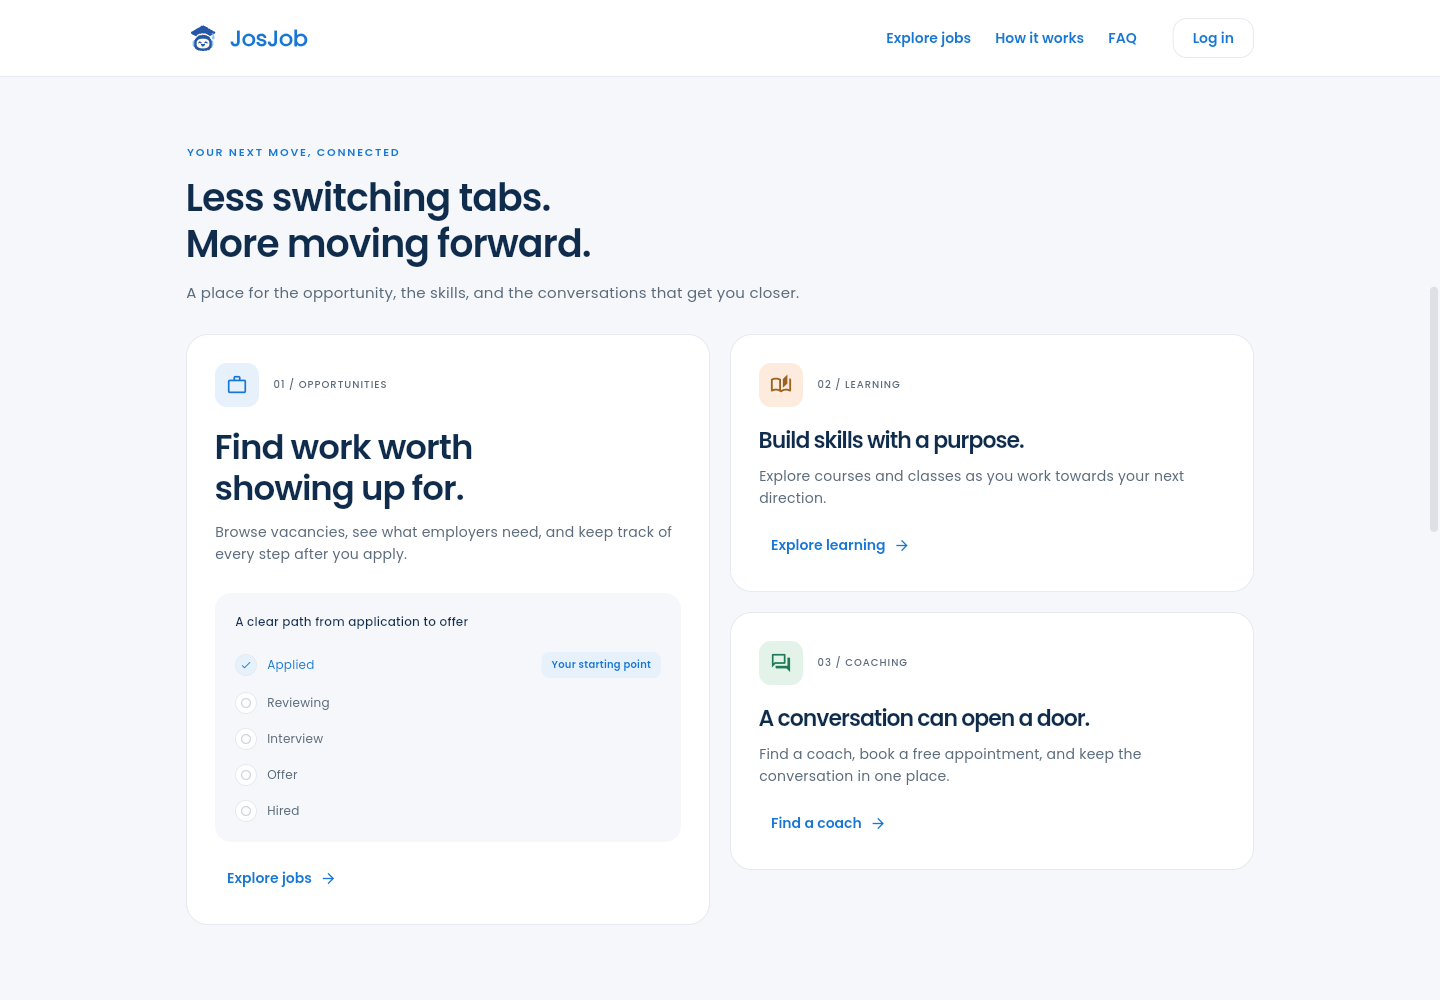 JosJob
Explore jobs
How it works
FAQ
Log in
YOUR NEXT MOVE, CONNECTED
Less switching tabs.
More moving forward.
A place for the opportunity, the skills, and the conversations that get you closer.
01 / OPPORTUNITIES
Find work worth
showing up for.
Browse vacancies, see what employers need, and keep track of
every step after you apply.
A clear path from application to offer
Applied
Your starting point
Reviewing
Interview
Offer
Hired
Explore jobs
02 / LEARNING
Build skills with a purpose.
Explore courses and classes as you work towards your next
direction.
Explore learning
03 / COACHING
A conversation can open a door.
Find a coach, book a free appointment, and keep the
conversation in one place.
Find a coach